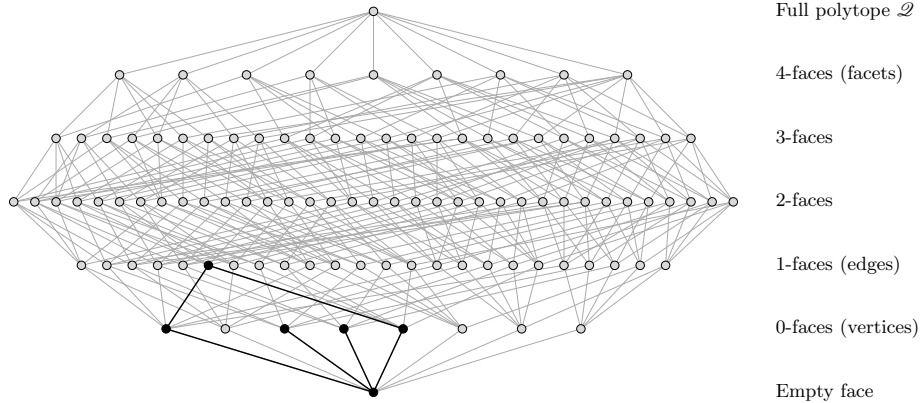 Full polytope 𝒬
4-faces (facets)
3-faces
2-faces
1-faces (edges)
0-faces (vertices)
Empty face